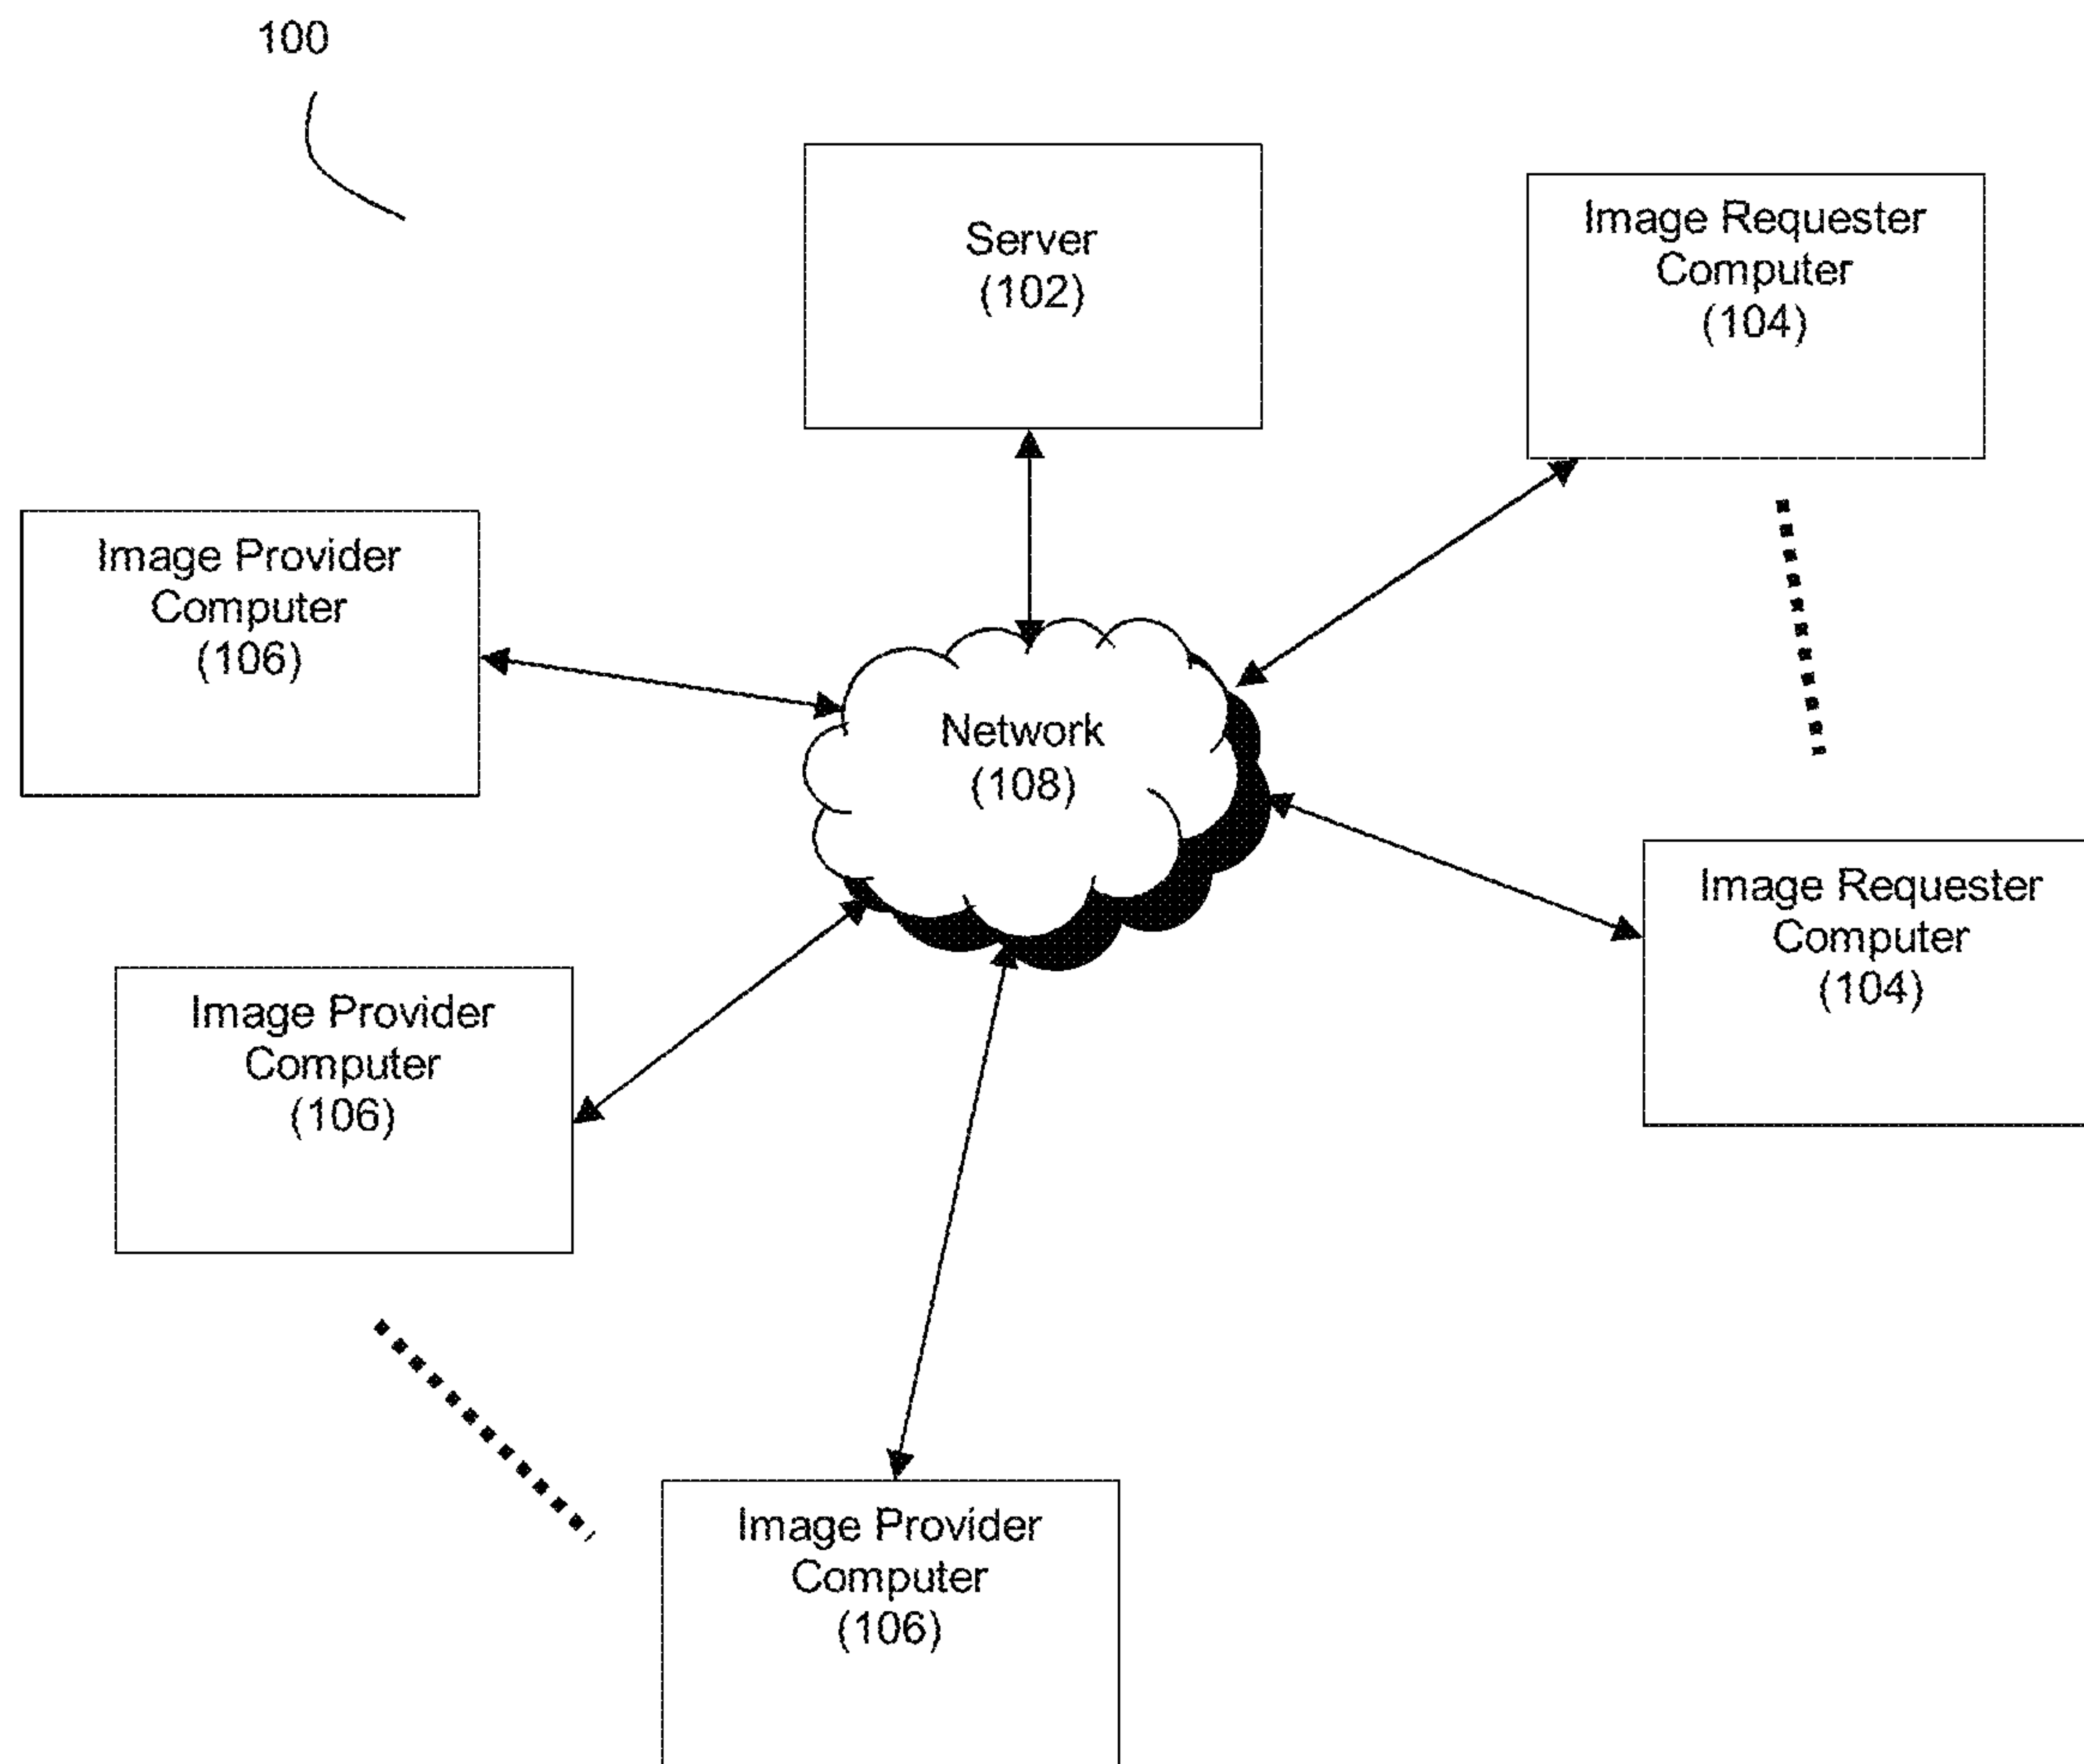 100
Server
(102)
Image Requester
Computer
(104)
Image Provider
Computer
(106)
Network
(108)
Image Requester
Computer
(104)
Image Provider
Computer
(106)
Image Provider
Computer
(106)